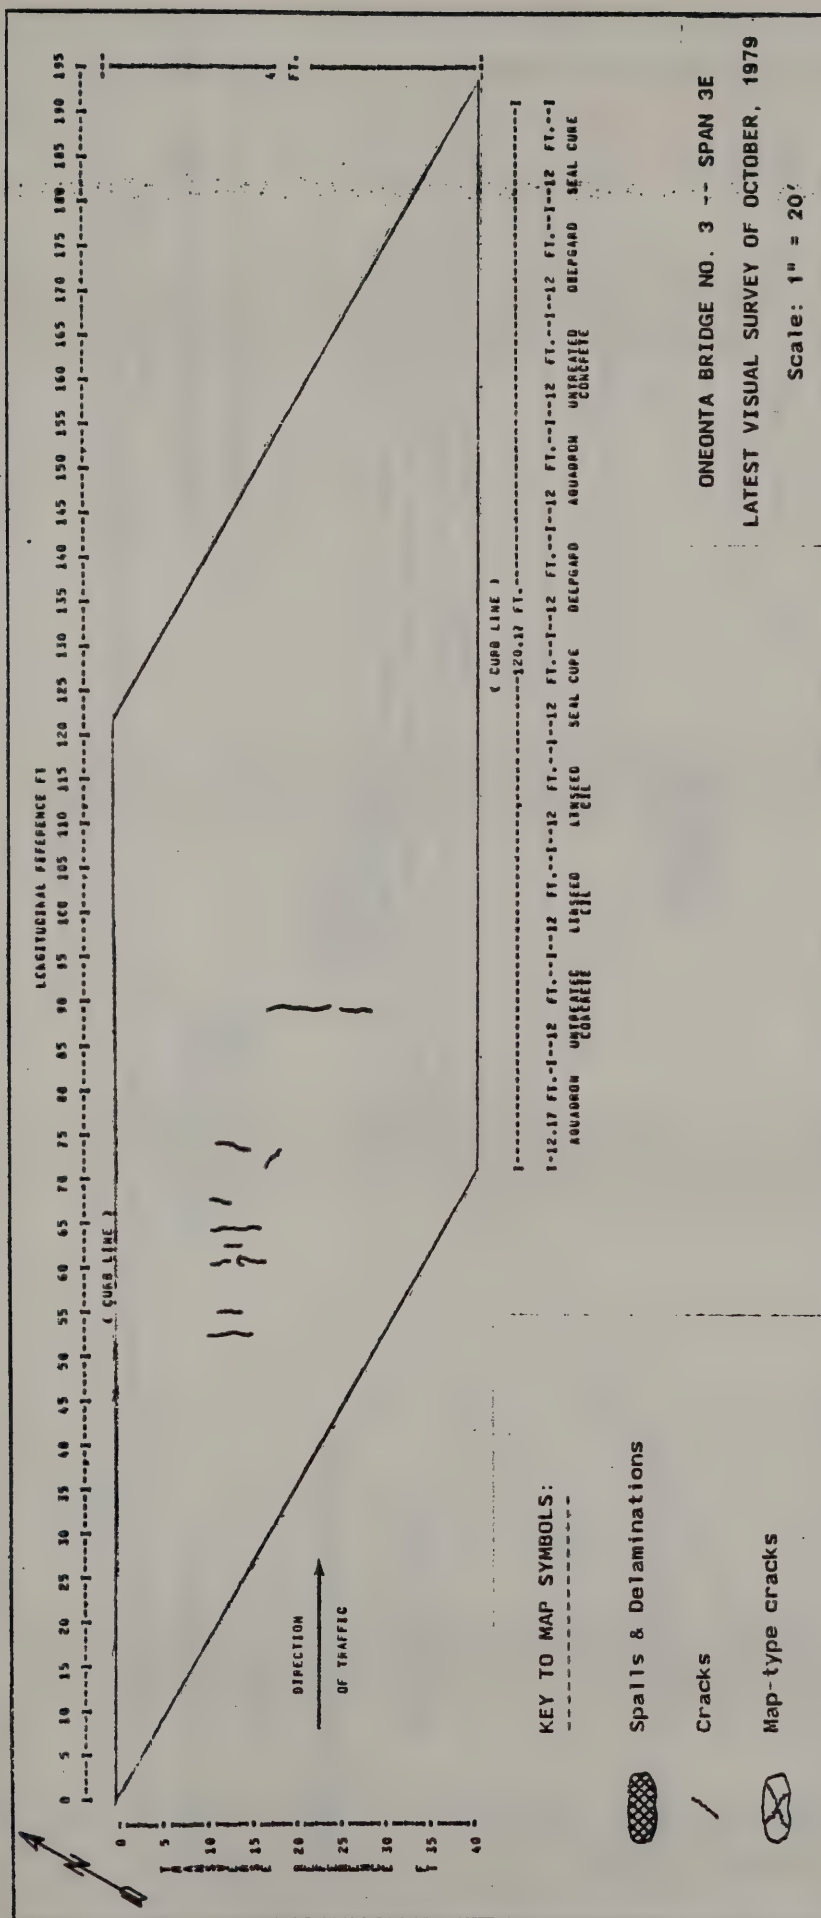 LONGITUDINAL REFERENCE FT
0 5 10 15 20 25 30 35 40 45 50 55 60 65 70 75 80 85 90 95 100 105 110 115 120 125 130 135 140 145 150 155 160 165 170 175 180 185 190 195
( CURB LINE )
N
0
5
10
15
20
25
30
35
40
TRANSVERSE REFERENCE FT
41
FT.
DIRECTION
OF TRAFFIC
( CURB LINE )
I-----120.17 FT.-----I
I-12.17 FT.-I--12 FT.--I--12 FT.--I--12 FT.--I--12 FT.--I--12 FT.--I--12 FT.--I--12 FT.--I--12 FT.--I--12 FT.--I
AQUADRON UNTREATED LINSEED LINSEED SEAL CURE DEEPGARD AQUADRON UNTREATED DEEPGARD SEAL CURE
CONCRETE OIL OIL CONCRETE
KEY TO MAP SYMBOLS:
Spalls & Delaminations
Cracks
Map-type cracks
ONEONTA BRIDGE NO. 3 -- SPAN 3E
LATEST VISUAL SURVEY OF OCTOBER, 1979
Scale: 1" = 20'